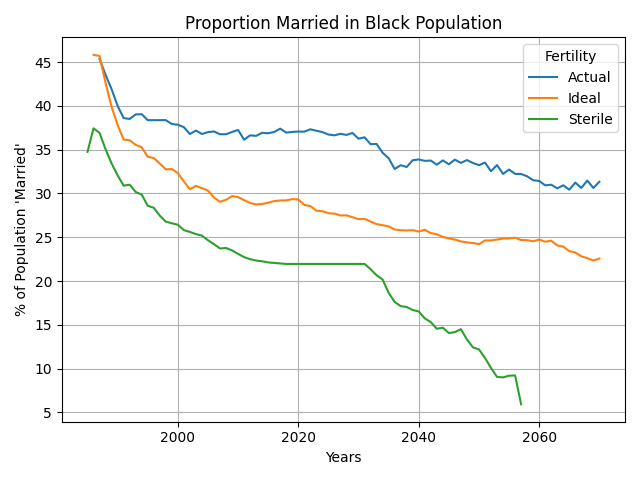 Proportion Married in Black Population
% of Population 'Married'
45
40
35
30
25
20
15
10
5
Fertility
Actual
Ideal
Sterile
2000 2020 2040 2060
Years